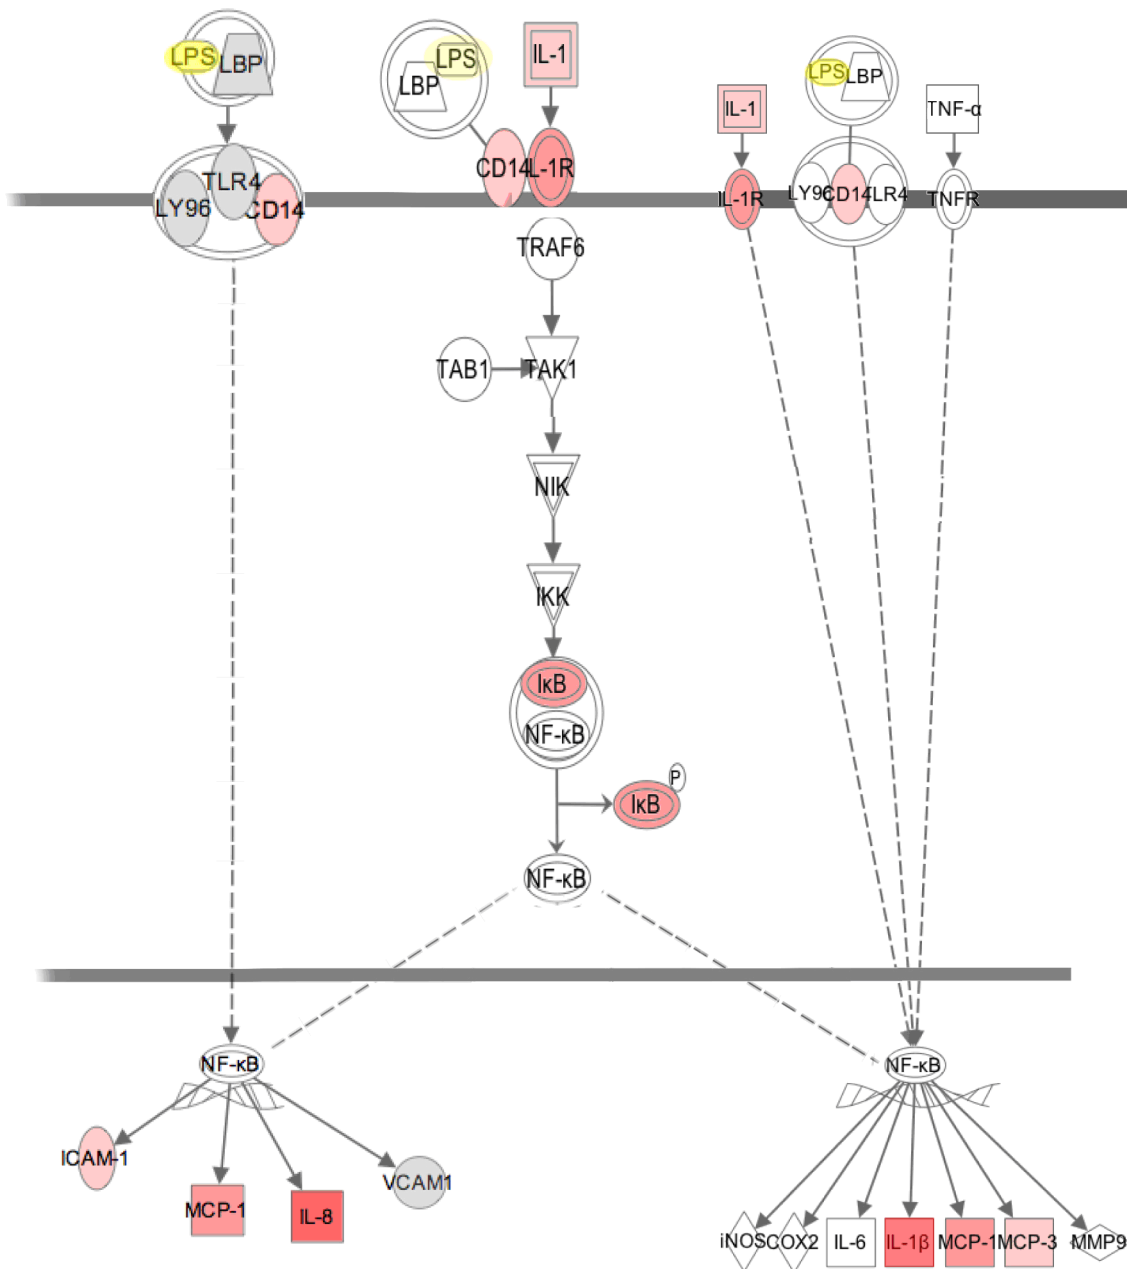 LPS
LBP
LPS
LBP
IL-1
LPS
LBP
IL-1
TNF-α
TLR4
LY96
CD14
CD14
IL-1R
IL-1R
LY96
CD14
TLR4
TNFR
TRAF6
TAB1
TAK1
NIK
IKK
IκB
NF-κB
P
IκB
NF-κB
NF-κB
NF-κB
ICAM-1
MCP-1
IL-8
VCAM1
iNOS
COX2
IL-6
IL-1β
MCP-1
MCP-3
MMP9